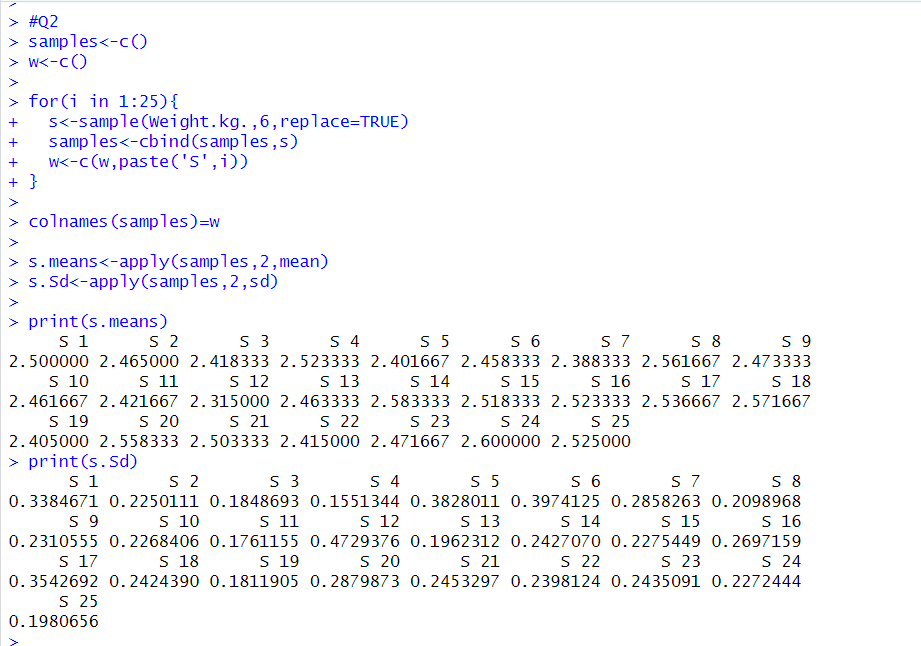 >
> #Q2
> samples<-c()
> w<-c()
>
> for(i in 1:25){
+   s<-sample(Weight.kg.,6,replace=TRUE)
+   samples<-cbind(samples,s)
+   w<-c(w,paste('S',i))
+ }
>
> colnames(samples)=w
>
> s.means<-apply(samples,2,mean)
> s.Sd<-apply(samples,2,sd)
>
> print(s.means)
     S 1      S 2      S 3      S 4      S 5      S 6      S 7      S 8      S 9
2.500000 2.465000 2.418333 2.523333 2.401667 2.458333 2.388333 2.561667 2.473333
    S 10     S 11     S 12     S 13     S 14     S 15     S 16     S 17     S 18
2.461667 2.421667 2.315000 2.463333 2.583333 2.518333 2.523333 2.536667 2.571667
    S 19     S 20     S 21     S 22     S 23     S 24     S 25
2.405000 2.558333 2.503333 2.415000 2.471667 2.600000 2.525000
> print(s.Sd)
      S 1       S 2       S 3       S 4       S 5       S 6       S 7       S 8
0.3384671 0.2250111 0.1848693 0.1551344 0.3828011 0.3974125 0.2858263 0.2098968
      S 9      S 10      S 11      S 12      S 13      S 14      S 15      S 16
0.2310555 0.2268406 0.1761155 0.4729376 0.1962312 0.2427070 0.2275449 0.2697159
     S 17      S 18      S 19      S 20      S 21      S 22      S 23      S 24
0.3542692 0.2424390 0.1811905 0.2879873 0.2453297 0.2398124 0.2435091 0.2272444
     S 25
0.1980656
>